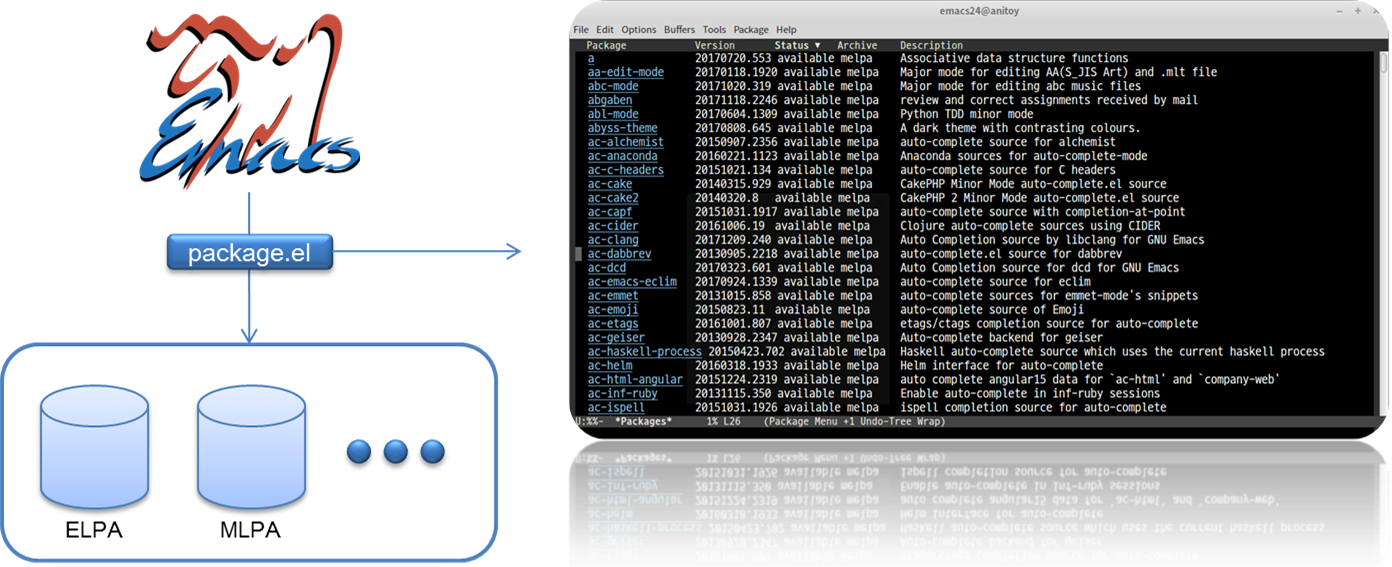 Emacs
package.el
ELPA
MLPA
emacs24@anitoy
File Edit Options Buffers Tools Package Help
Package Version Status ▼ Archive Description
a 20170720.553 available melpa Associative data structure functions
aa-edit-mode 20170118.1920 available melpa Major mode for editing AA(S_JIS Art) and .mlt file
abc-mode 20171020.319 available melpa Major mode for editing abc music files
abgaben 20171118.2246 available melpa review and correct assignments received by mail
abl-mode 20170604.1309 available melpa Python TDD minor mode
abyss-theme 20170808.645 available melpa A dark theme with contrasting colours.
ac-alchemist 20150907.2356 available melpa auto-complete source for alchemist
ac-anaconda 20160221.1123 available melpa Anaconda sources for auto-complete-mode
ac-c-headers 20151021.134 available melpa auto-complete source for C headers
ac-cake 20140315.929 available melpa CakePHP Minor Mode auto-complete.el source
ac-cake2 20140320.8 available melpa CakePHP 2 Minor Mode auto-complete.el source
ac-capf 20151031.1917 available melpa auto-complete source with completion-at-point
ac-cider 20161006.19 available melpa Clojure auto-complete sources using CIDER
ac-clang 20171209.240 available melpa Auto Completion source by libclang for GNU Emacs
ac-dabbrev 20130905.2218 available melpa auto-complete.el source for dabbrev
ac-dcd 20170323.601 available melpa Auto Completion source for dcd for GNU Emacs
ac-emacs-eclim 20170924.1339 available melpa auto-complete source for eclim
ac-emmet 20131015.858 available melpa auto-complete sources for emmet-mode's snippets
ac-emoji 20150823.11 available melpa auto-complete source of Emoji
ac-etags 20161001.807 available melpa etags/ctags completion source for auto-complete
ac-geiser 20130928.2347 available melpa Auto-complete backend for geiser
ac-haskell-process 20150423.702 available melpa Haskell auto-complete source which uses the current haskell process
ac-helm 20160318.1933 available melpa Helm interface for auto-complete
ac-html-angular 20151224.2319 available melpa auto complete angular15 data for `ac-html' and `company-web'
ac-inf-ruby 20131115.350 available melpa Enable auto-complete in inf-ruby sessions
ac-ispell 20151031.1926 available melpa ispell completion source for auto-complete
U:%%- *Packages* 1% L26 (Package Menu +1 Undo-Tree Wrap)